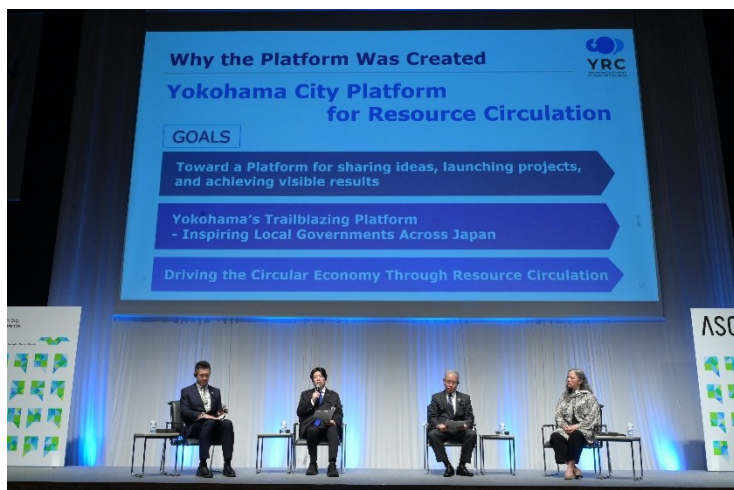 Why the Platform Was Created
YRC
Yokohama City Platform
for Resource Circulation
GOALS
Toward a Platform for sharing ideas, launching projects,
and achieving visible results
Yokohama's Trailblazing Platform
- Inspiring Local Governments Across Japan
Driving the Circular Economy Through Resource Circulation